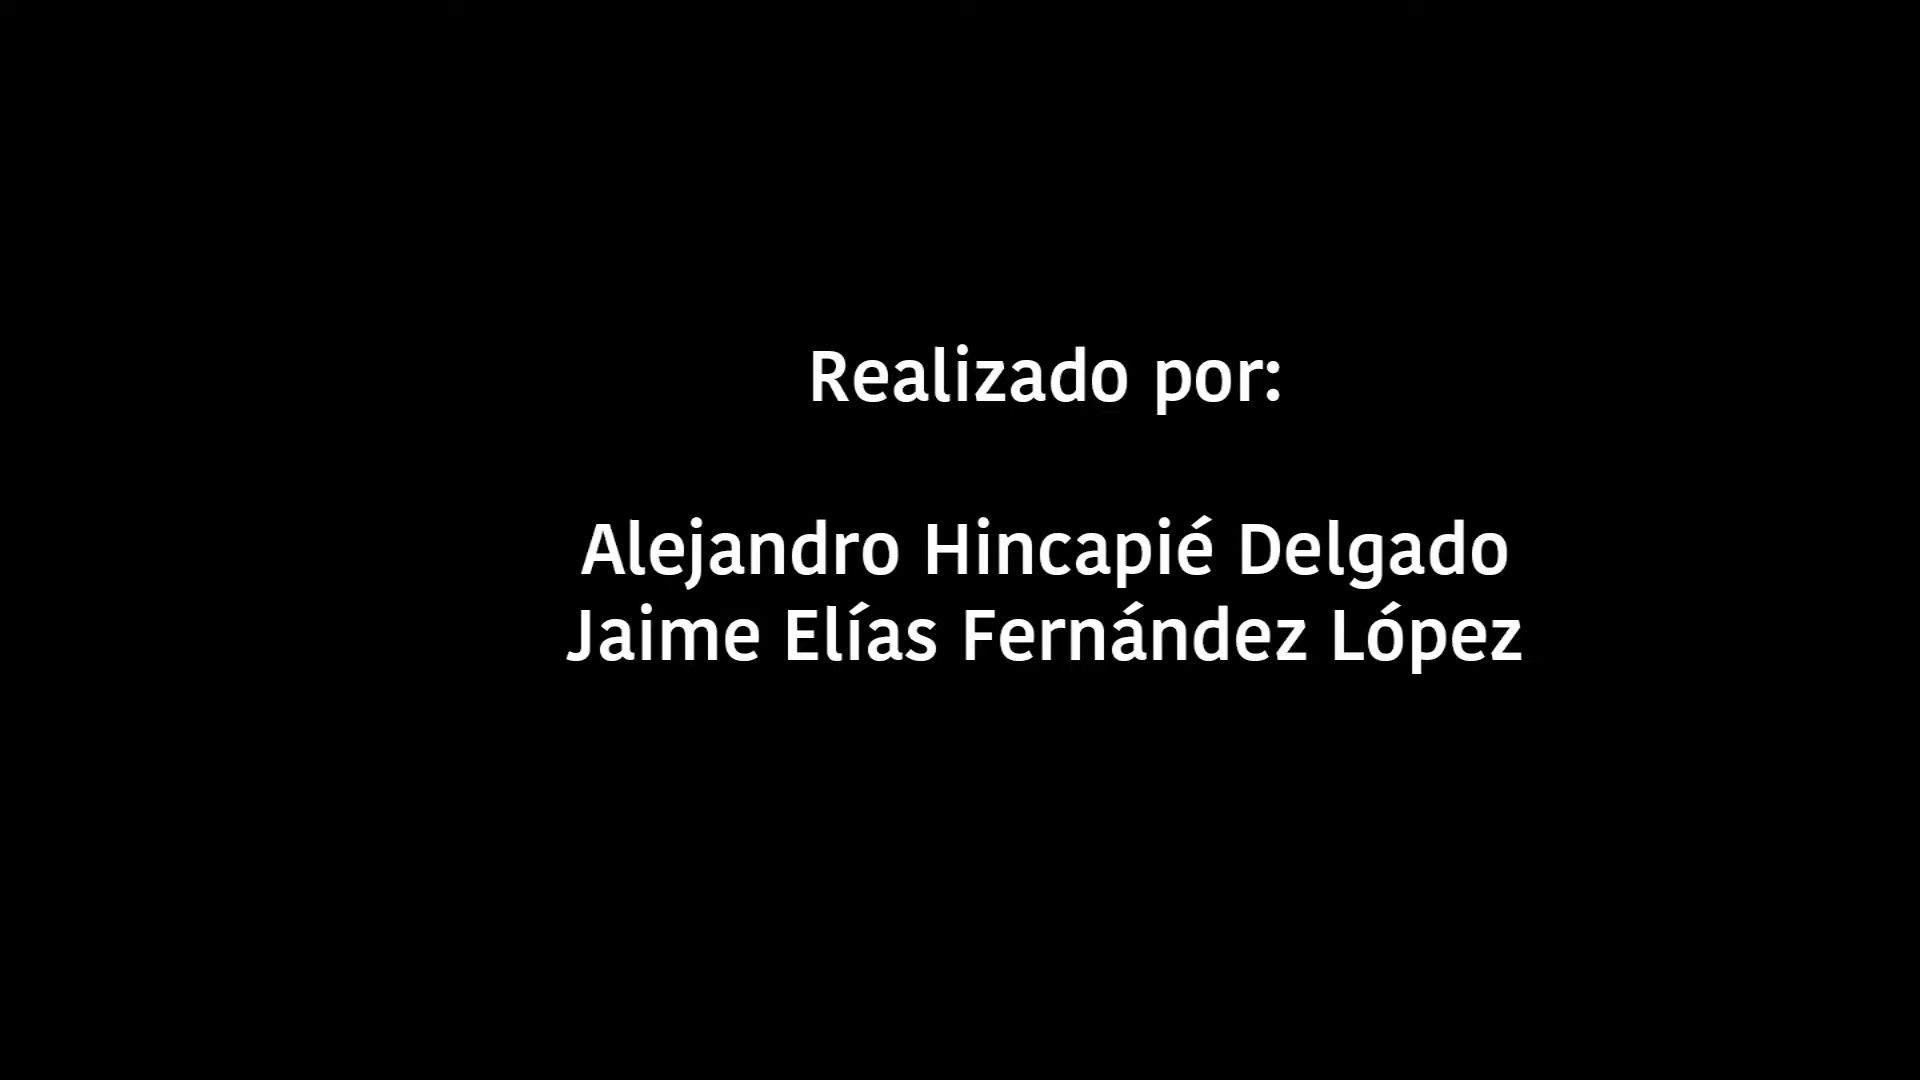 Realizado por:
Alejandro Hincapié Delgado
Jaime Elías Fernández López